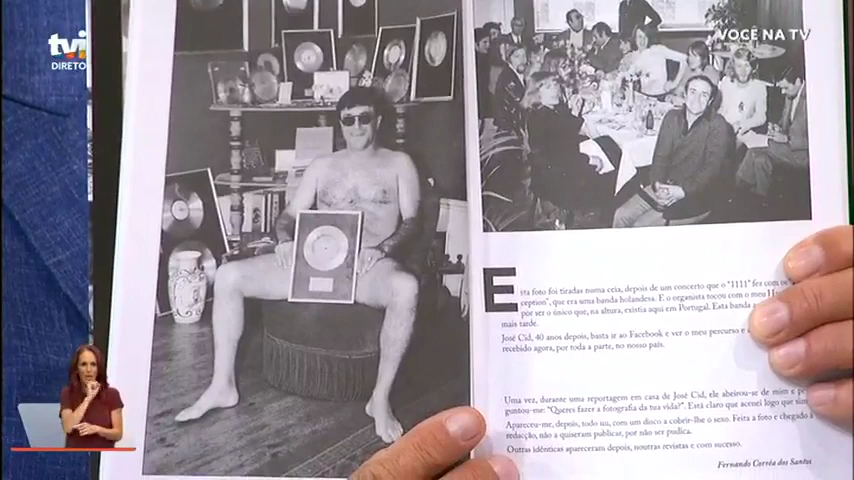 tvi
DIRETO
VOCÊ NA TV
Esta foto foi tiradas numa ceia, depois de um concerto que o "1111" fez com os
ception", que era uma banda holandesa. E o organista tocou com o meu
por ser o único que, na altura, existia aqui em Portugal. Esta banda
mais tarde.
José Cid, 40 anos depois, basta ir ao Facebook e ver o meu percurso e
recebido agora, por toda a parte, no nosso país.
Uma vez, durante uma reportagem em casa de José Cid, ele abeirou-se de mim e
guntou-me: "Queres fazer a fotografia da tua vida?". Está claro que acenei logo que
Apareceu-me, depois, todo nu, com um disco a cobrir-lhe o sexo. Feita a foto e chegado à
redacção, não a quiseram publicar, por não ser pudica.
Outras idênticas apareceram depois, noutras revistas e com sucesso.
Fernando Corrêa dos Santos